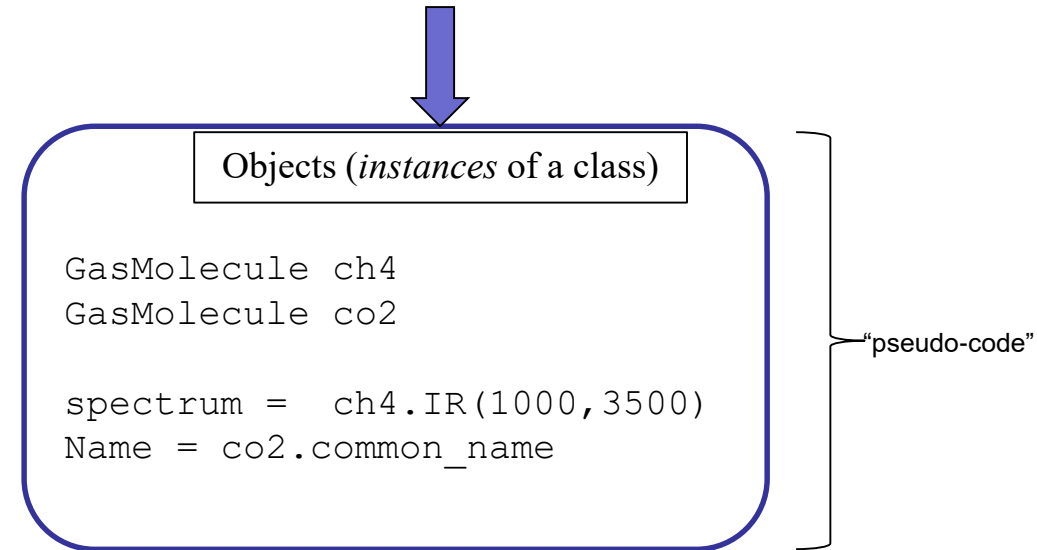 Objects (instances of a class)
GasMolecule ch4
GasMolecule co2
spectrum =  ch4.IR(1000,3500)
Name = co2.common_name
“pseudo-code”